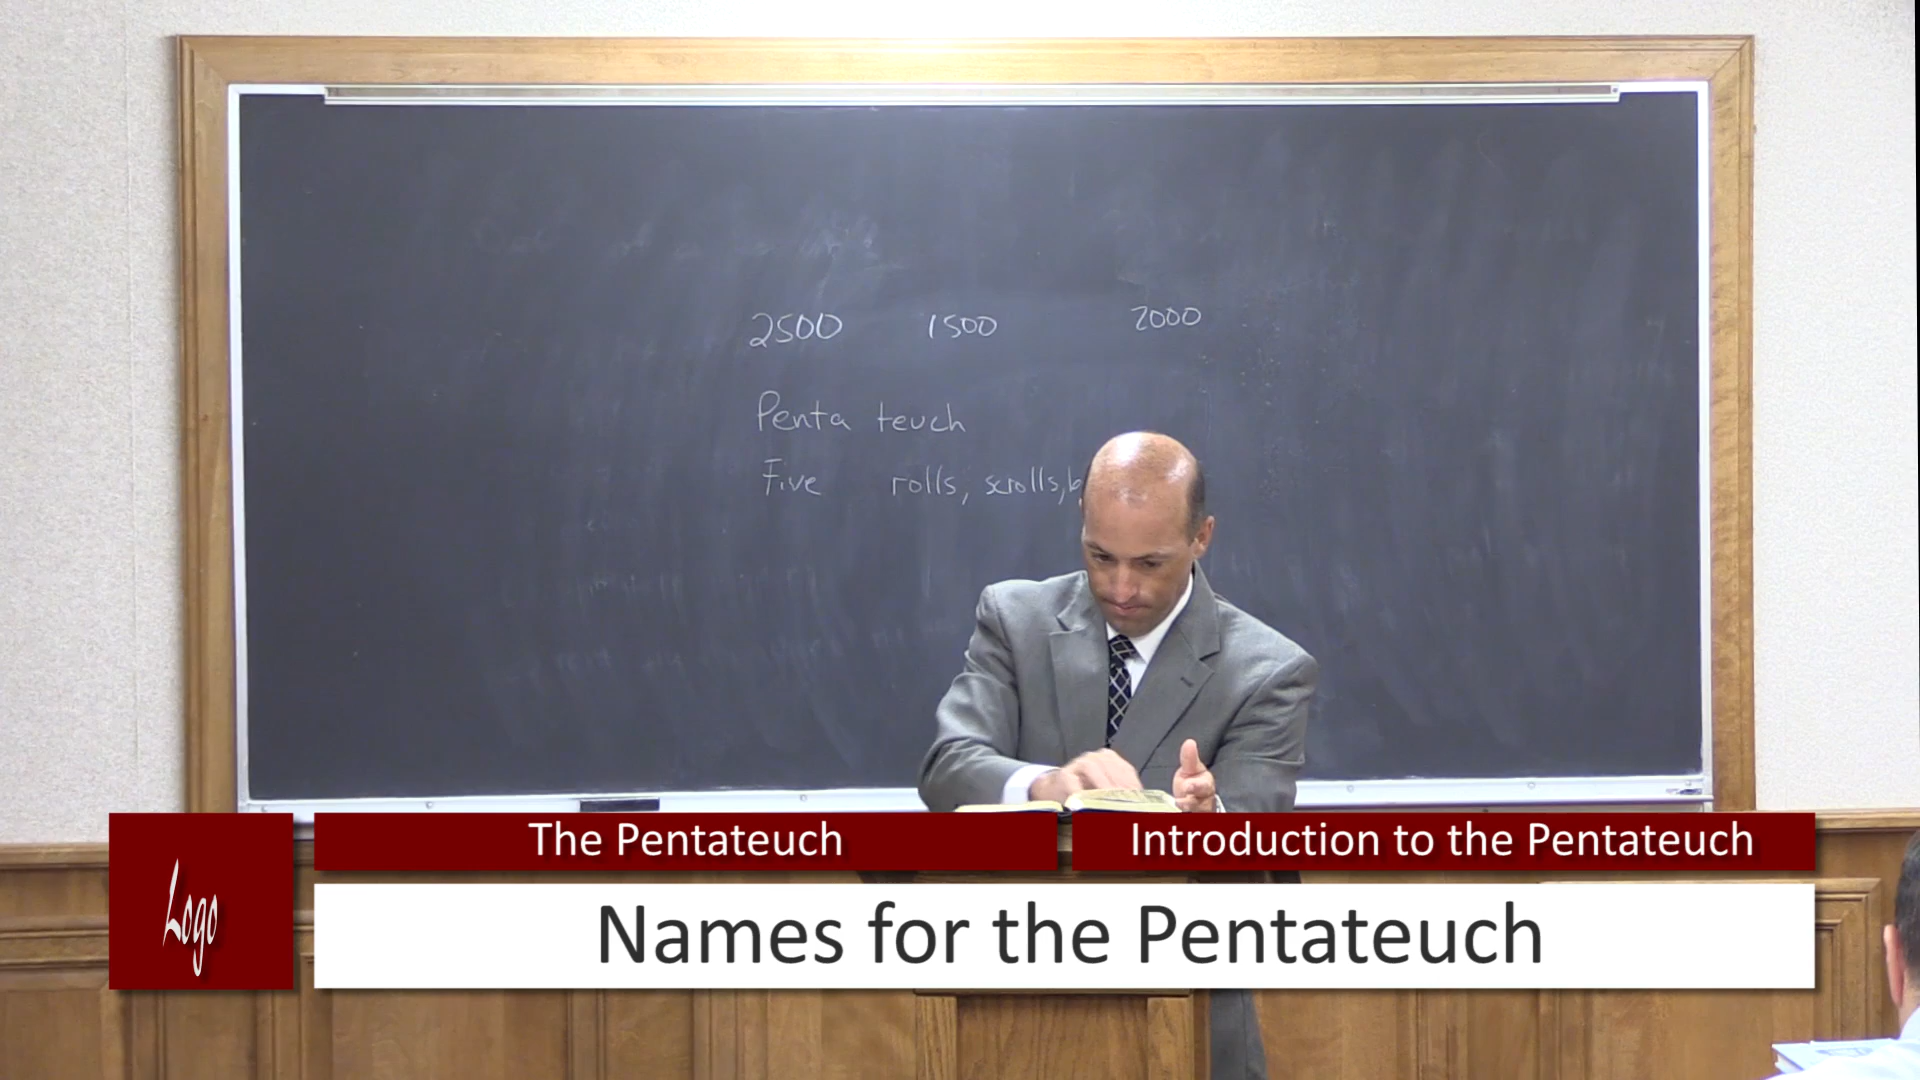 2500 1500 2000
Penta teuch
Five rolls, scrolls,
The Pentateuch
Introduction to the Pentateuch
Logo
Names for the Pentateuch